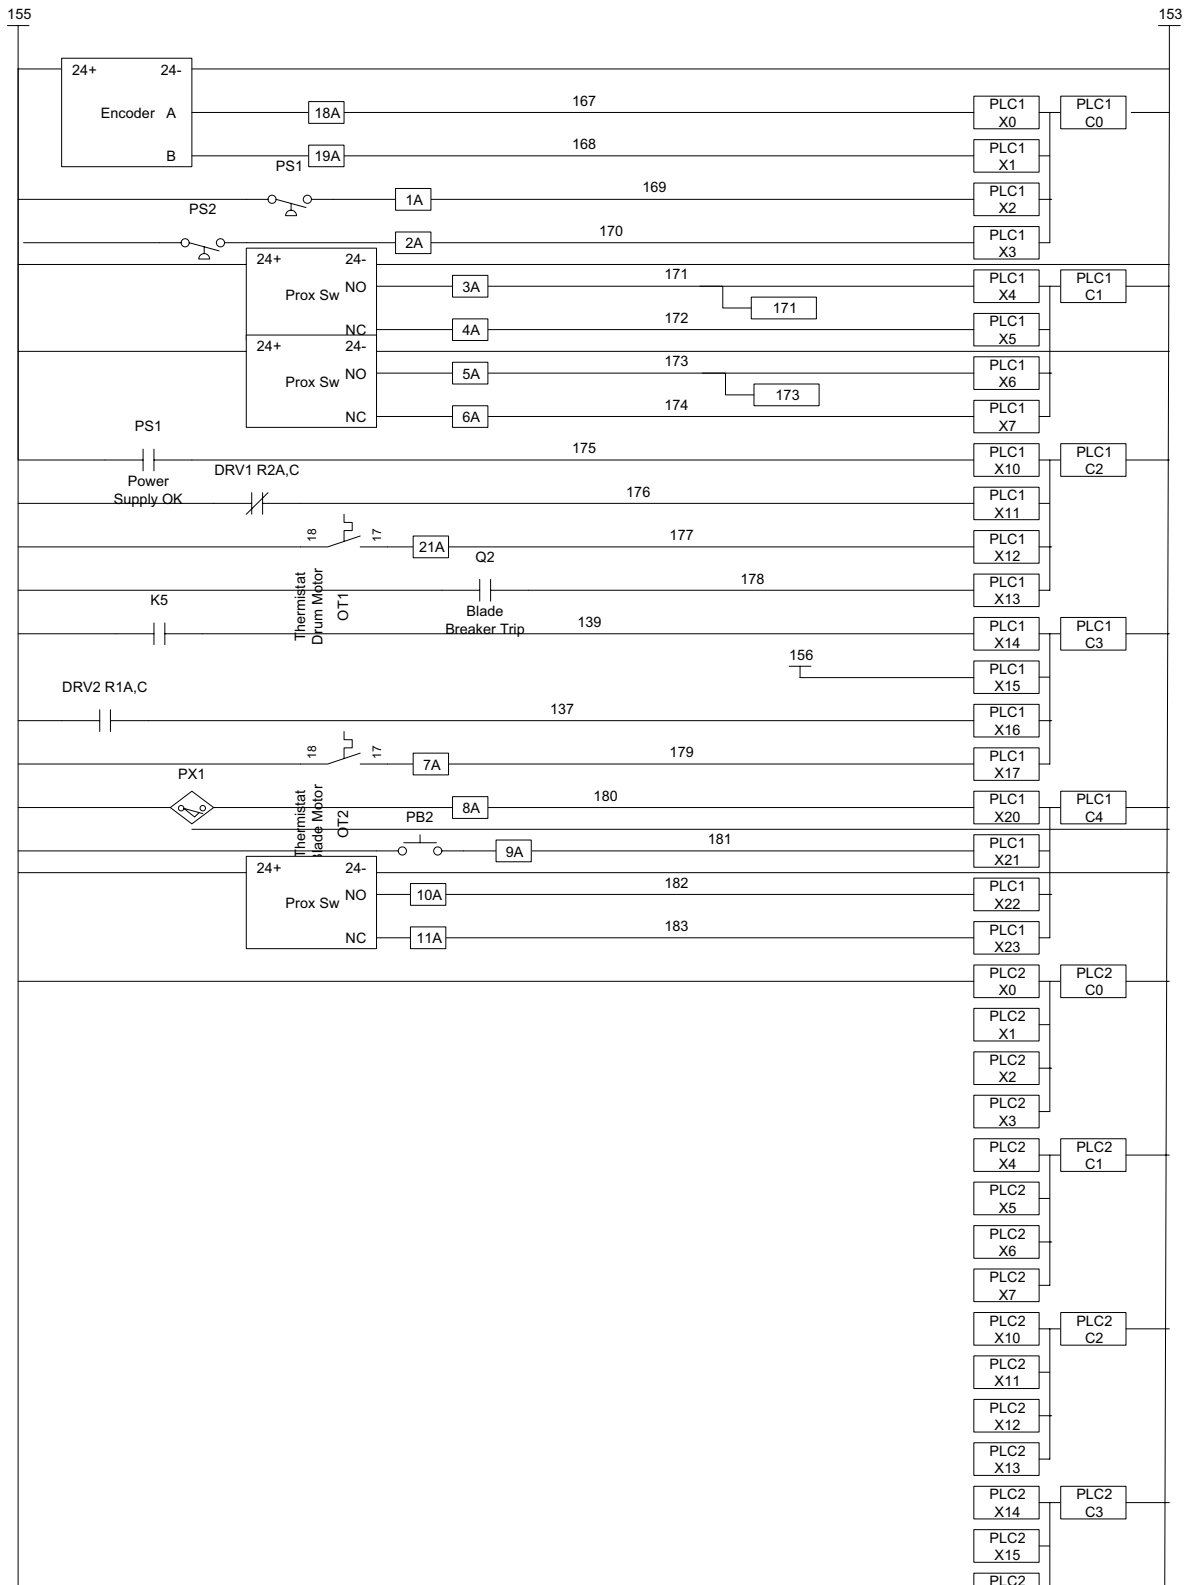 155
153
24+ 24-
Encoder A
B
18A
167
PLC1
X0
PLC1
C0
19A
168
PLC1
X1
PS1
1A
169
PLC1
X2
PS2
2A
170
PLC1
X3
24+ 24-
Prox Sw NO
NC
3A
171
171
PLC1
X4
PLC1
C1
4A
172
PLC1
X5
24+ 24-
Prox Sw NO
NC
5A
173
173
PLC1
X6
6A
174
PLC1
X7
PS1
Power
Supply OK
175
PLC1
X10
PLC1
C2
DRV1 R2A,C
176
PLC1
X11
18
17
21A
177
PLC1
X12
Thermistat
Drum Motor
OT1
Q2
Blade
Breaker Trip
178
PLC1
X13
K5
139
PLC1
X14
PLC1
C3
156
PLC1
X15
DRV2 R1A,C
137
PLC1
X16
18
17
7A
179
PLC1
X17
Thermistat
Blade Motor
OT2
PX1
8A
180
PLC1
X20
PLC1
C4
PB2
9A
181
PLC1
X21
24+ 24-
Prox Sw NO
NC
10A
182
PLC1
X22
11A
183
PLC1
X23
PLC2
X0
PLC2
C0
PLC2
X1
PLC2
X2
PLC2
X3
PLC2
X4
PLC2
C1
PLC2
X5
PLC2
X6
PLC2
X7
PLC2
X10
PLC2
C2
PLC2
X11
PLC2
X12
PLC2
X13
PLC2
X14
PLC2
C3
PLC2
X15
PLC2